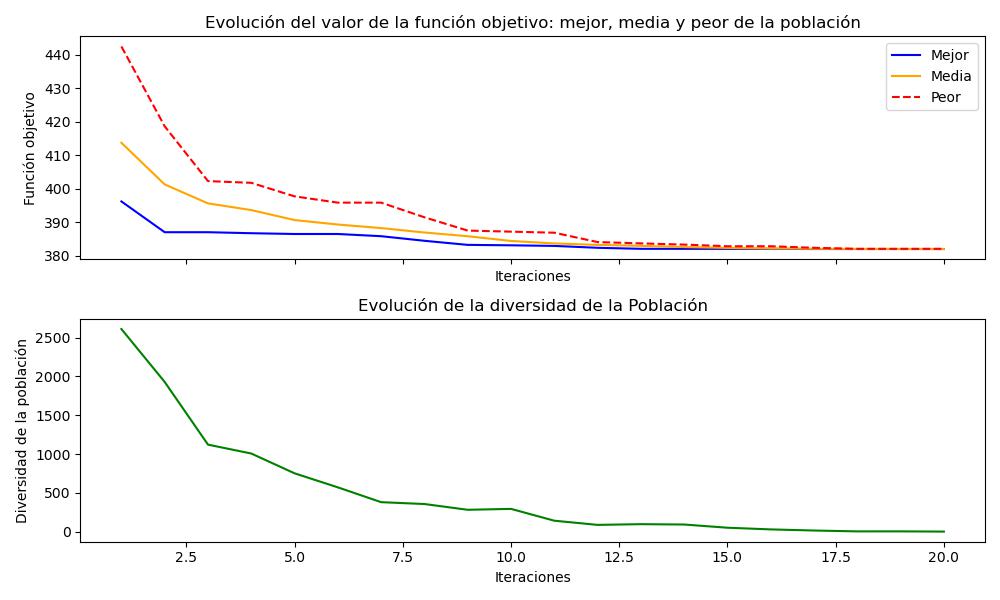 Evolución del valor de la función objetivo: mejor, media y peor de la población
440
430
420
410
400
390
380
Función objetivo
Mejor
Media
Peor
Iteraciones
Evolución de la diversidad de la Población
2500
2000
1500
1000
500
0
Diversidad de la población
2.5 5.0 7.5 10.0 12.5 15.0 17.5 20.0
Iteraciones